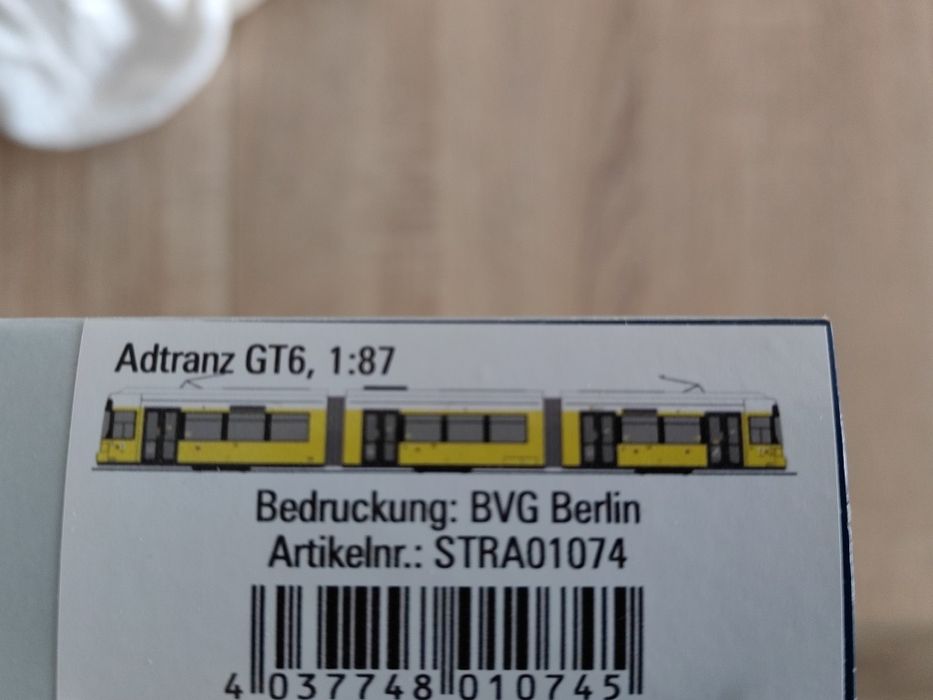 Adtranz GT6, 1:87
Bedruckung: BVG Berlin
Artikelnr.: STRA01074
4 037748 010745